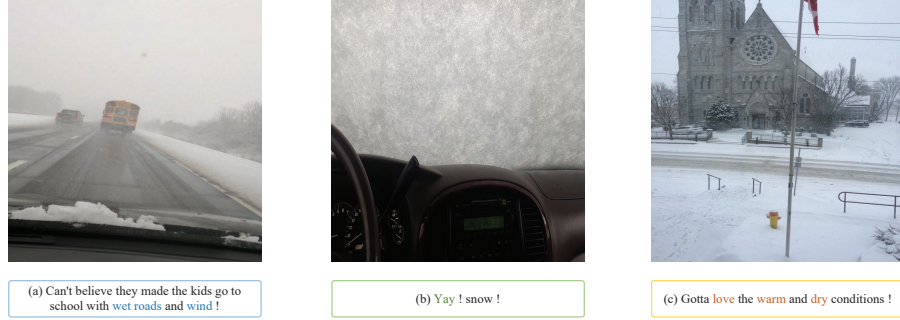 (a) Can't believe they made the kids go to
school with wet roads and wind !
(b) Yay ! snow !
(c) Gotta love the warm and dry conditions !